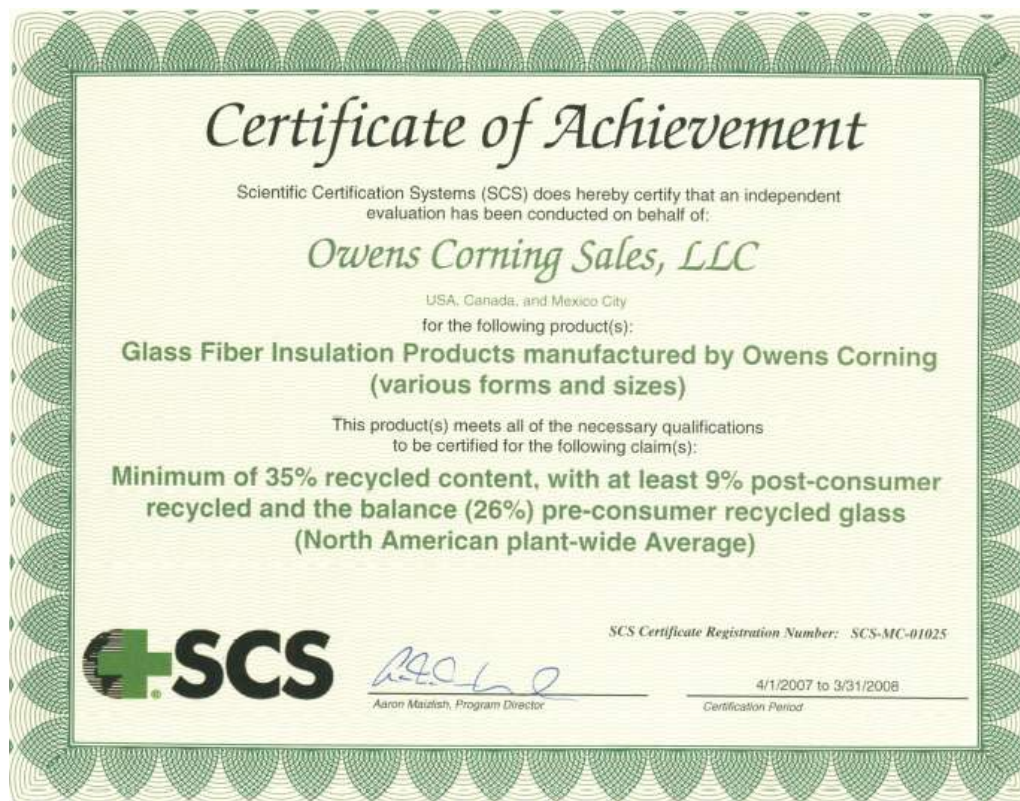 Certificate of Achievement
Scientific Certification Systems (SCS) does hereby certify that an independent
evaluation has been conducted on behalf of:
Owens Corning Sales, LLC
USA, Canada, and Mexico City
for the following product(s):
Glass Fiber Insulation Products manufactured by Owens Corning
(various forms and sizes)
This product(s) meets all of the necessary qualifications
to be certified for the following claim(s):
Minimum of 35% recycled content, with at least 9% post-consumer
recycled and the balance (26%) pre-consumer recycled glass
(North American plant-wide Average)
SCS Certificate Registration Number: SCS-MC-01025
®SCS
4/1/2007 to 3/31/2008
Aaron Maizlish, Program Director
Certification Period